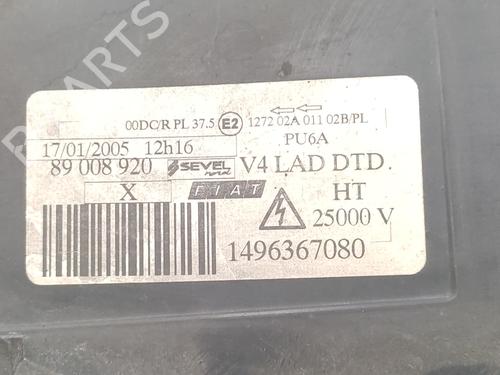 B PARTS
00DC/R PL 37.5 E2 1272 02A 011 02B/PL
17/01/2005 12h16 PU6A
89 008 920 SEVEL V4 LAD DTD
X FIAT HT
25000 V
1496367080